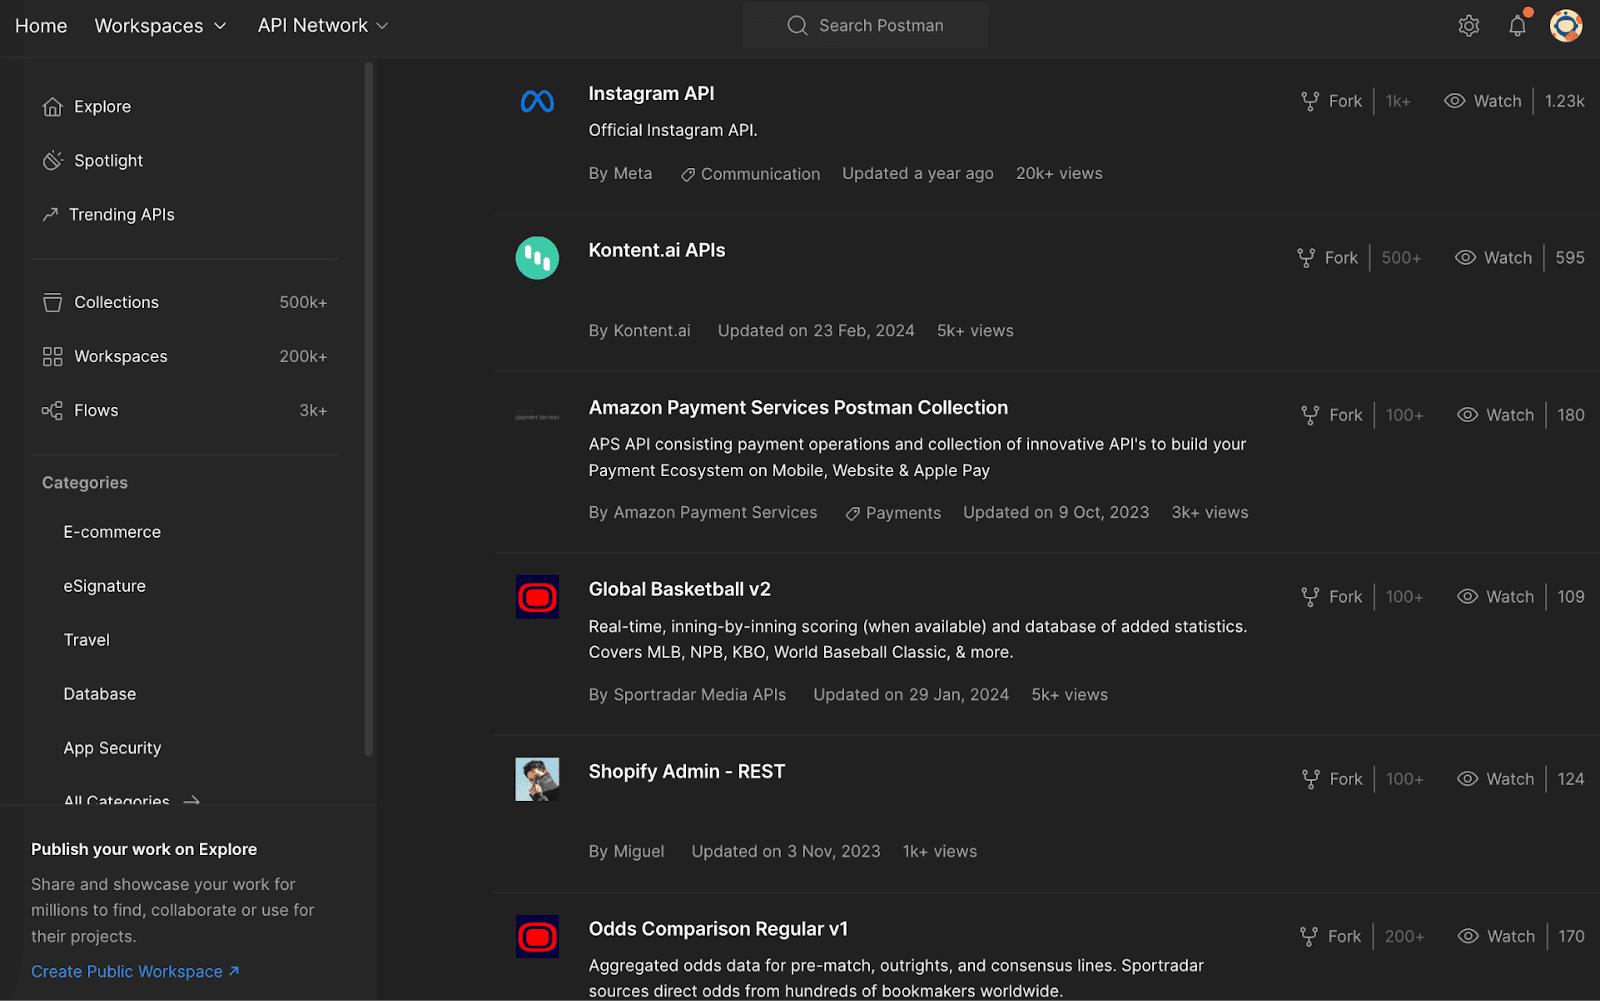 Home
Workspaces
API Network
Search Postman
Explore
Spotlight
Trending APIs
Collections 500k+
Workspaces 200k+
Flows 3k+
Categories
E-commerce
eSignature
Travel
Database
App Security
All Categories →
Publish your work on Explore
Share and showcase your work for
millions to find, collaborate or use for
their projects.
Create Public Workspace ↗
Instagram API
Fork 1k+ Watch 1.23k
Official Instagram API.
By Meta Communication Updated a year ago 20k+ views
Kontent.ai APIs
Fork 500+ Watch 595
By Kontent.ai Updated on 23 Feb, 2024 5k+ views
payment services
Amazon Payment Services Postman Collection
Fork 100+ Watch 180
APS API consisting payment operations and collection of innovative API's to build your
Payment Ecosystem on Mobile, Website & Apple Pay
By Amazon Payment Services Payments Updated on 9 Oct, 2023 3k+ views
Global Basketball v2
Fork 100+ Watch 109
Real-time, inning-by-inning scoring (when available) and database of added statistics.
Covers MLB, NPB, KBO, World Baseball Classic, & more.
By Sportradar Media APIs Updated on 29 Jan, 2024 5k+ views
Shopify Admin - REST
Fork 100+ Watch 124
By Miguel Updated on 3 Nov, 2023 1k+ views
Odds Comparison Regular v1
Fork 200+ Watch 170
Aggregated odds data for pre-match, outrights, and consensus lines. Sportradar
sources direct odds from hundreds of bookmakers worldwide.